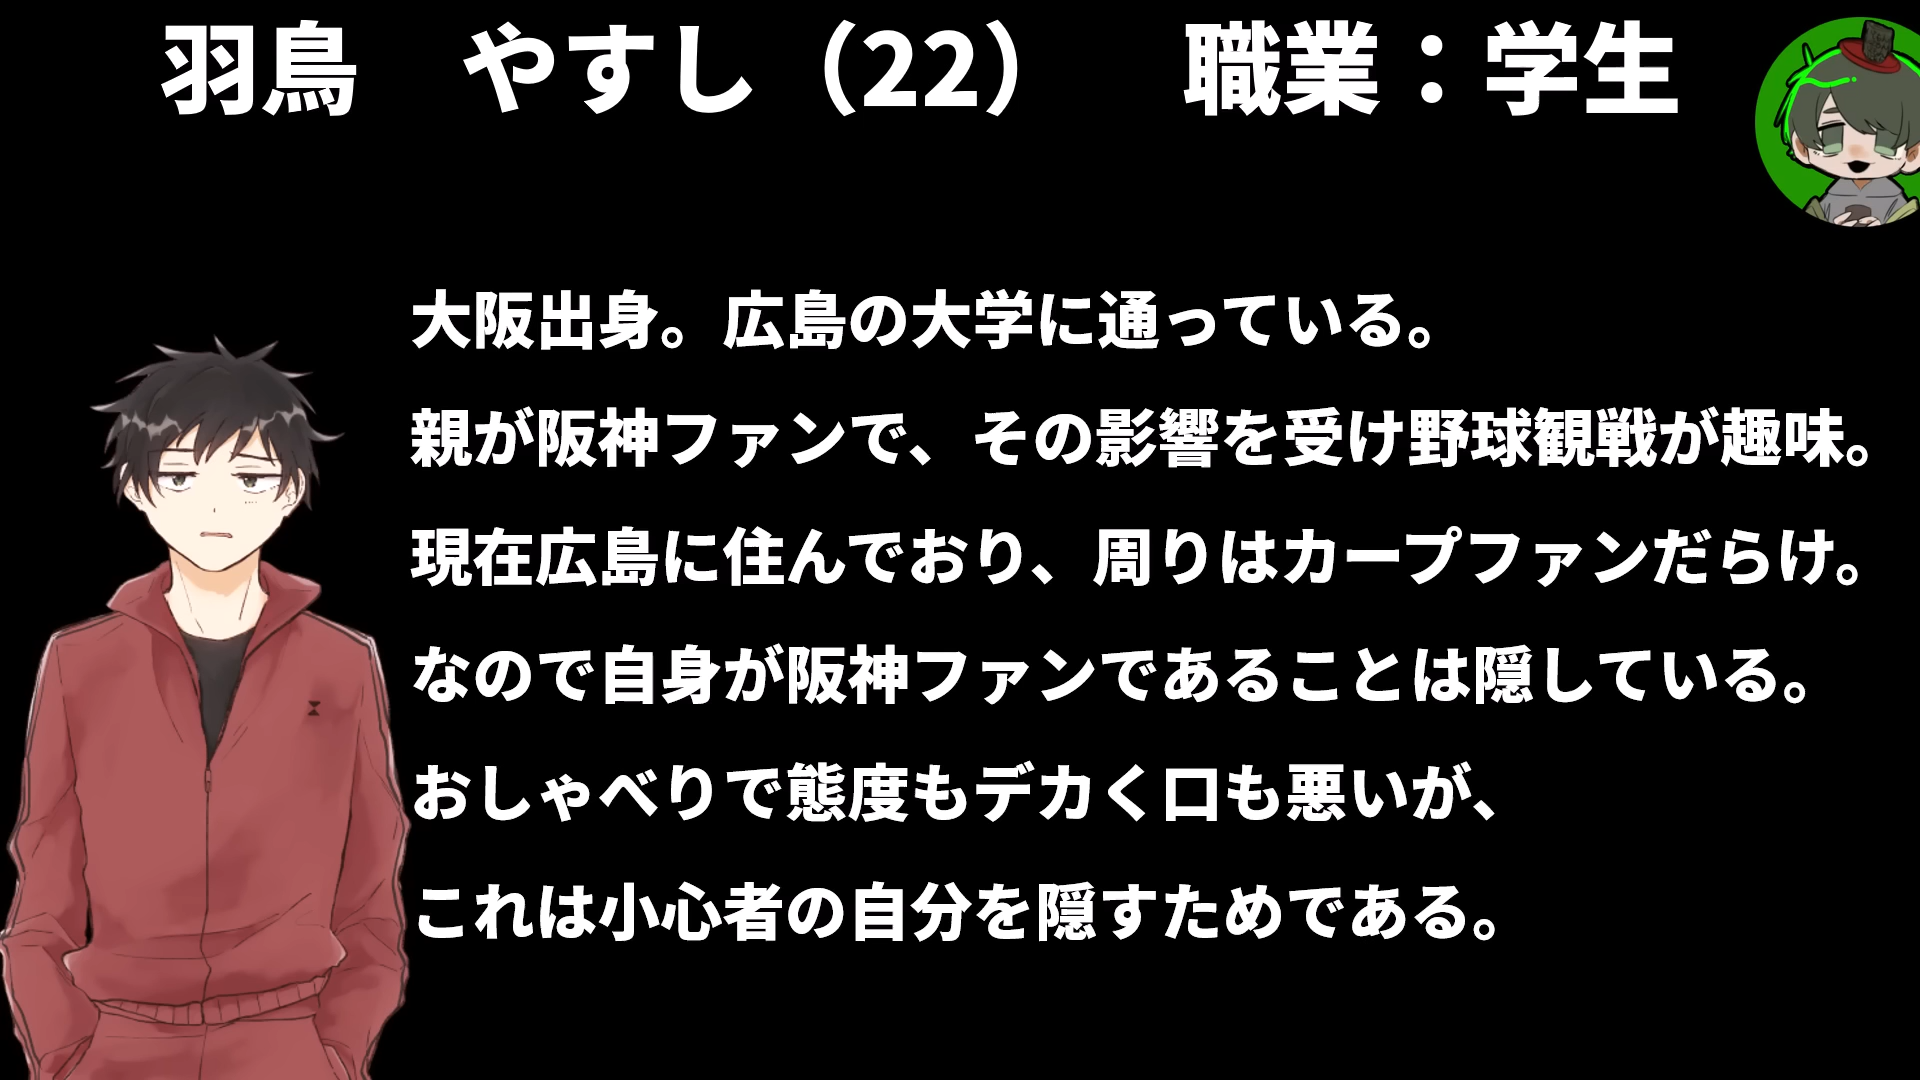 羽鳥　やすし（22）　職業：学生
大阪出身。広島の大学に通っている。
親が阪神ファンで、その影響を受け野球観戦が趣味。
現在広島に住んでおり、周りはカープファンだらけ。
なので自身が阪神ファンであることは隠している。
おしゃべりで態度もデカく口も悪いが、
これは小心者の自分を隠すためである。